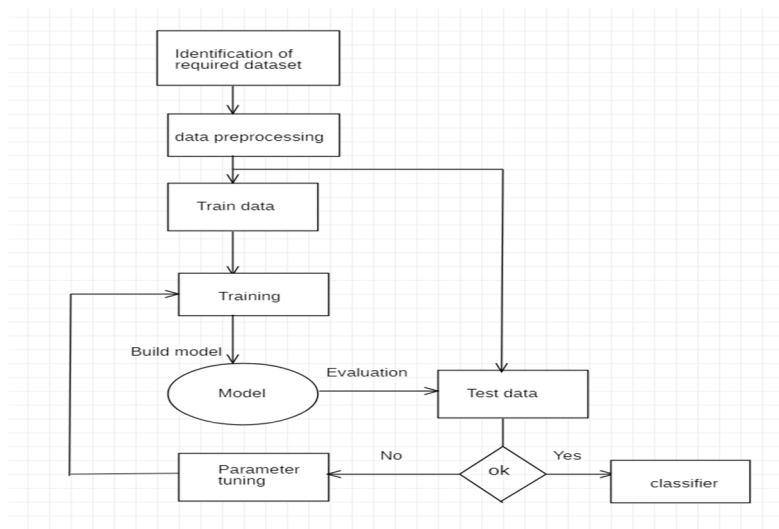 Identification of
required dataset
data preprocessing
Train data
Training
Build model
Model
Evaluation
Test data
No
ok
Yes
Parameter
tuning
classifier